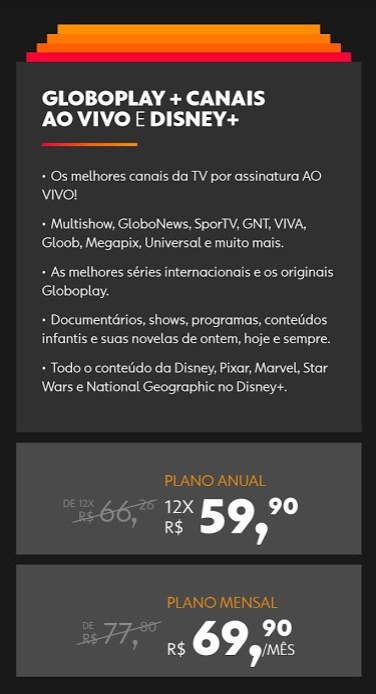 GLOBOPLAY + CANAIS
AO VIVO E DISNEY+
• Os melhores canais da TV por assinatura AO
VIVO!
• Multishow, GloboNews, SporTV, GNT, VIVA,
Gloob, Megapix, Universal e muito mais.
• As melhores séries internacionais e os originais
Globoplay.
• Documentários, shows, programas, conteúdos
infantis e suas novelas de ontem, hoje e sempre.
• Todo o conteúdo da Disney, Pixar, Marvel, Star
Wars e National Geographic no Disney+.
PLANO ANUAL
DE 12X R$ 66,26
12X R$ 59,90
PLANO MENSAL
DE R$ 77,80
R$ 69,90/MÊS